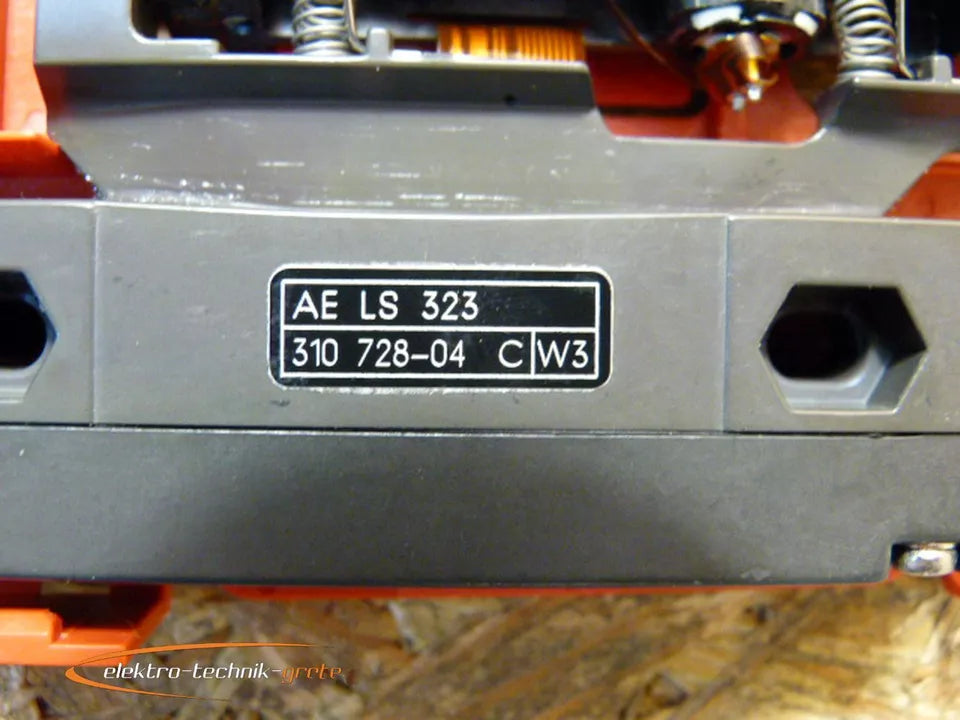 AE LS 323
310 728-04 C W3
elektro-technik-grete